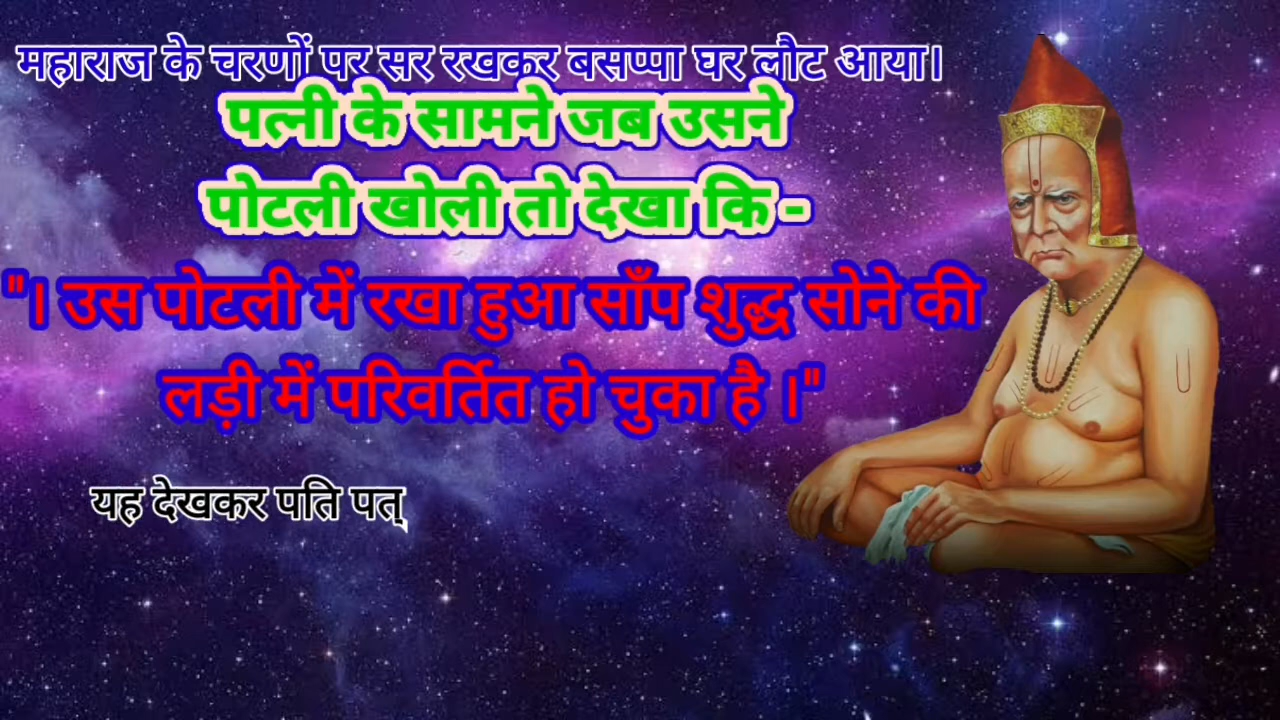 महाराज के चरणों पर सर रखकर बसप्पा घर लौट आया।
पत्नी के सामने जब उसने
पोटली खोली तो देखा कि -
"। उस पोटली में रखा हुआ साँप शुद्ध सोने की
लड़ी में परिवर्तित हो चुका है ।"
यह देखकर पति पत्